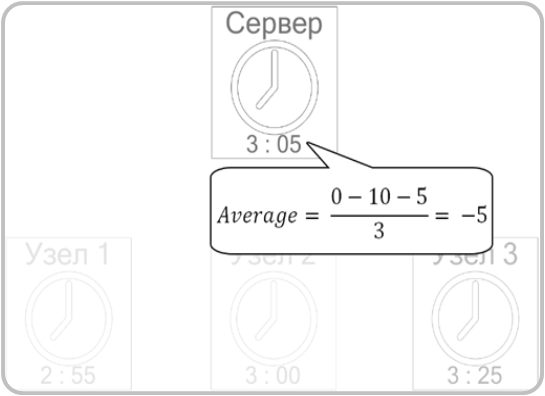 Сервер
3 : 05
Average = (0 − 10 − 5) / 3 = −5
Узел 1
Узел 2
Узел 3
2 : 55
3 : 00
3 : 25